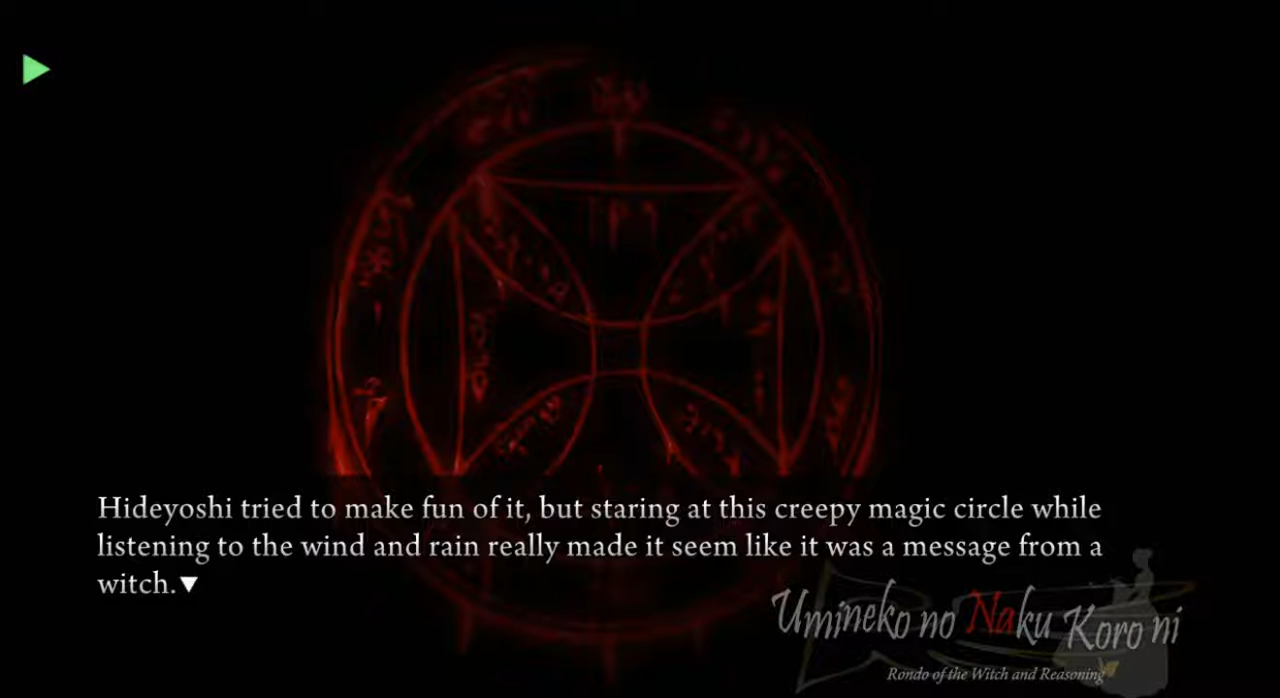 Hideyoshi tried to make fun of it, but staring at this creepy magic circle while
listening to the wind and rain really made it seem like it was a message from a
witch.
Umineko no Naku Koro ni
Rondo of the Witch and Reasoning